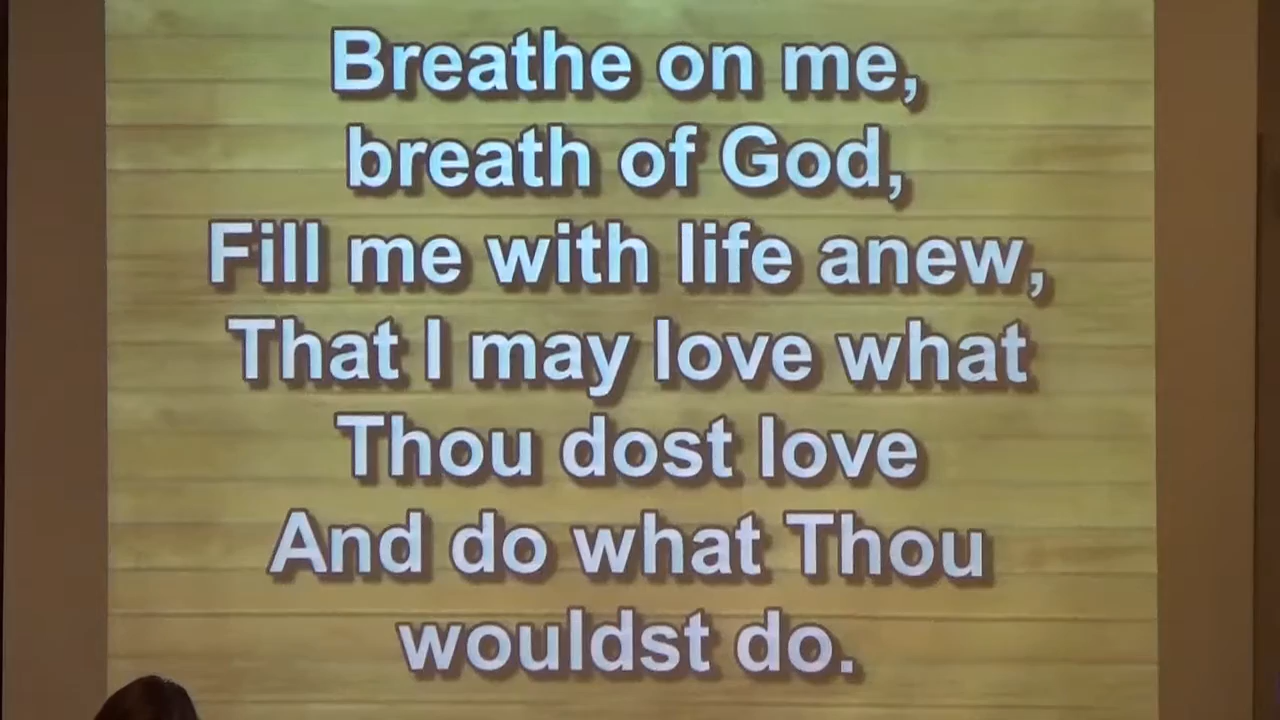 Breathe on me,
breath of God,
Fill me with life anew,
That I may love what
Thou dost love
And do what Thou
wouldst do.